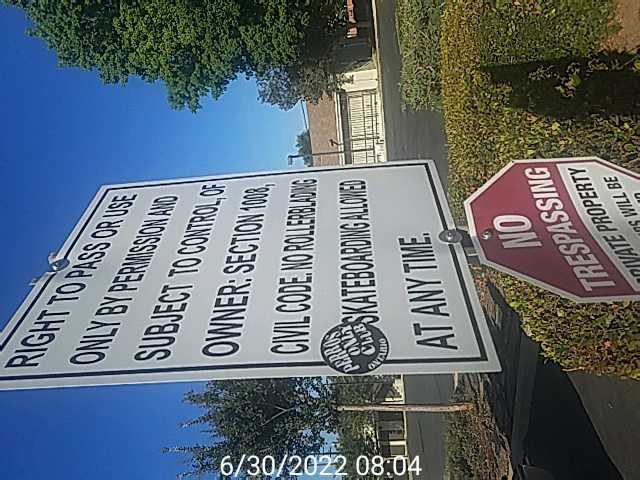 RIGHT TO PASS OR USE
ONLY BY PERMISSION AND
SUBJECT TO CONTROL, OF
OWNER: SECTION 1008,
CIVIL CODE. NO ROLLERBLADING
SKATEBOARDING ALLOWED
AT ANY TIME.
ONTARIO
NO
TRESPASSING
PRIVATE PROPERTY
WILL BE
6/30/2022 08:04